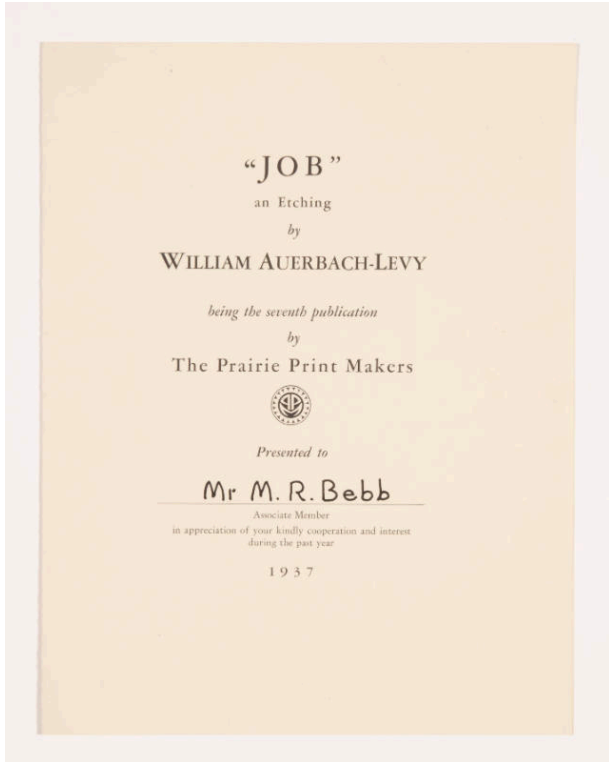 “JOB”
an Etching
by
WILLIAM AUERBACH-LEVY
being the seventh publication
by
The Prairie Print Makers
Presented to
Mr M. R. Bebb
Associate Member
in appreciation of your kindly cooperation and interest
during the past year
1937